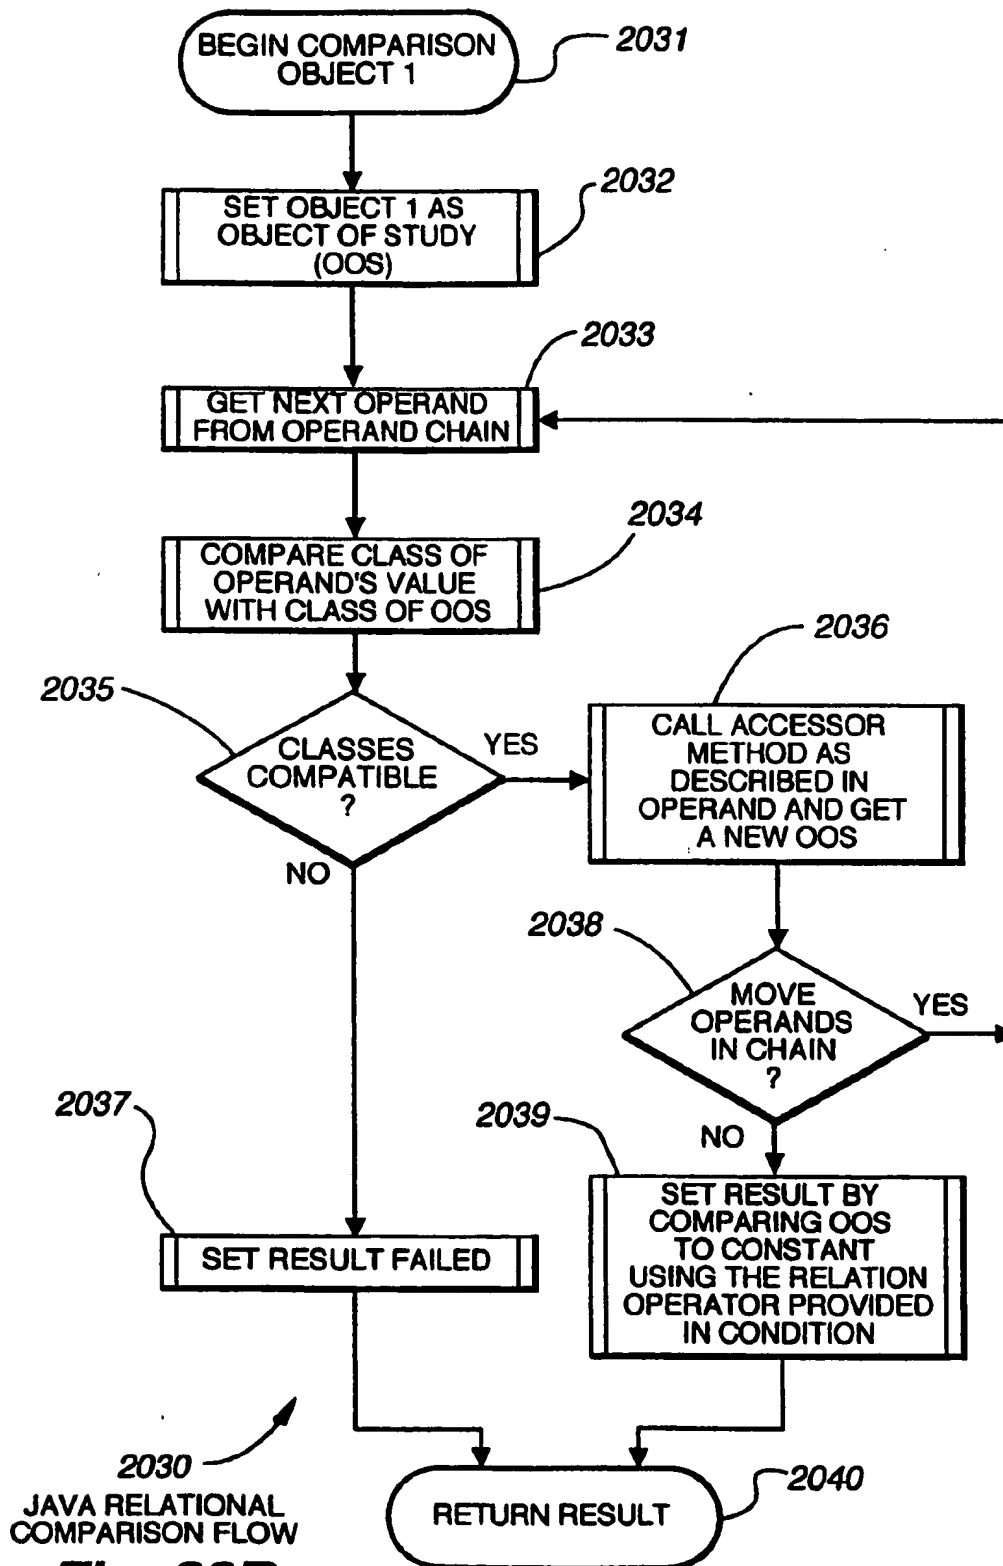 BEGIN COMPARISON
OBJECT 1
2031
SET OBJECT 1 AS
OBJECT OF STUDY
(OOS)
2032
GET NEXT OPERAND
FROM OPERAND CHAIN
2033
COMPARE CLASS OF
OPERAND'S VALUE
WITH CLASS OF OOS
2034
2035
CLASSES
COMPATIBLE
?
YES
NO
2036
CALL ACCESSOR
METHOD AS
DESCRIBED IN
OPERAND AND GET
A NEW OOS
2038
MOVE
OPERANDS
IN CHAIN
?
YES
NO
2037
SET RESULT FAILED
2039
SET RESULT BY
COMPARING OOS
TO CONSTANT
USING THE RELATION
OPERATOR PROVIDED
IN CONDITION
2030
JAVA RELATIONAL
COMPARISON FLOW
RETURN RESULT
2040